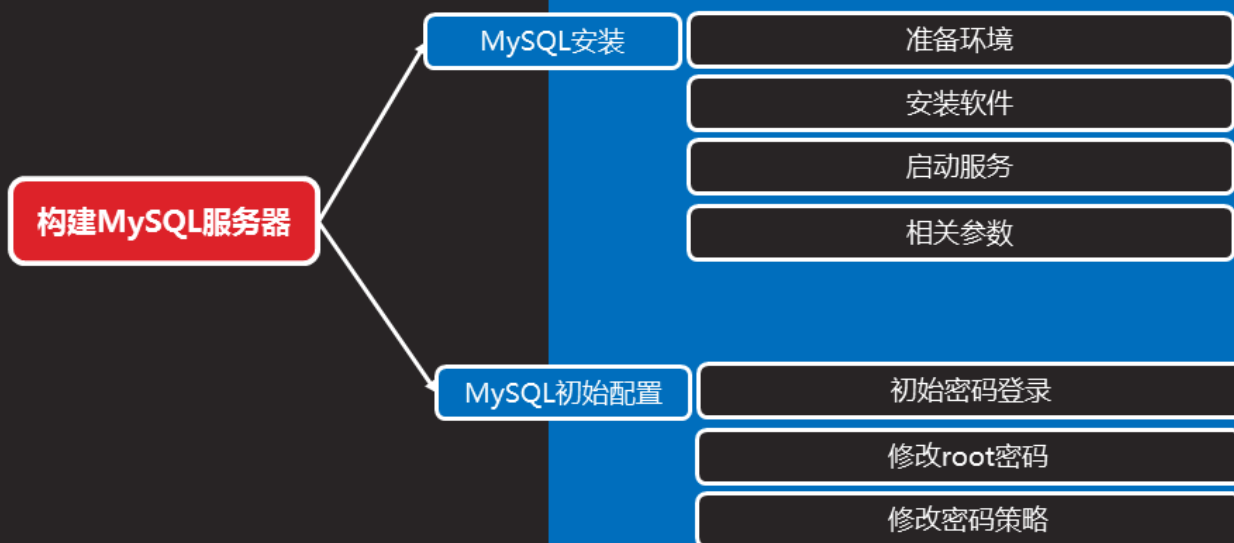 构建MySQL服务器
MySQL安装
准备环境
安装软件
启动服务
相关参数
MySQL初始配置
初始密码登录
修改root密码
修改密码策略